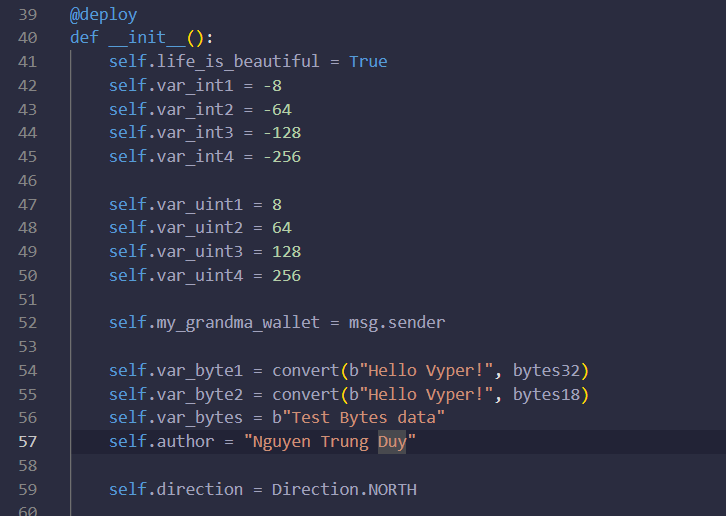 39 @deploy
40 def __init__():
41 self.life_is_beautiful = True
42 self.var_int1 = -8
43 self.var_int2 = -64
44 self.var_int3 = -128
45 self.var_int4 = -256
46
47 self.var_uint1 = 8
48 self.var_uint2 = 64
49 self.var_uint3 = 128
50 self.var_uint4 = 256
51
52 self.my_grandma_wallet = msg.sender
53
54 self.var_byte1 = convert(b"Hello Vyper!", bytes32)
55 self.var_byte2 = convert(b"Hello Vyper!", bytes18)
56 self.var_bytes = b"Test Bytes data"
57 self.author = "Nguyen Trung Duy"
58
59 self.direction = Direction.NORTH
60